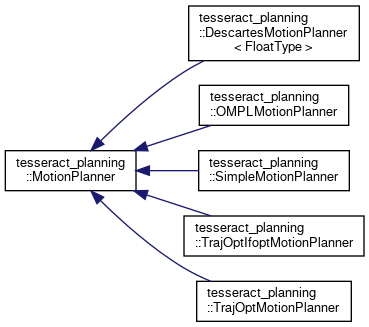 tesseract_planning
::DescartesMotionPlanner
< FloatType >
tesseract_planning
::OMPLMotionPlanner
tesseract_planning
::MotionPlanner
tesseract_planning
::SimpleMotionPlanner
tesseract_planning
::TrajOptIfoptMotionPlanner
tesseract_planning
::TrajOptMotionPlanner